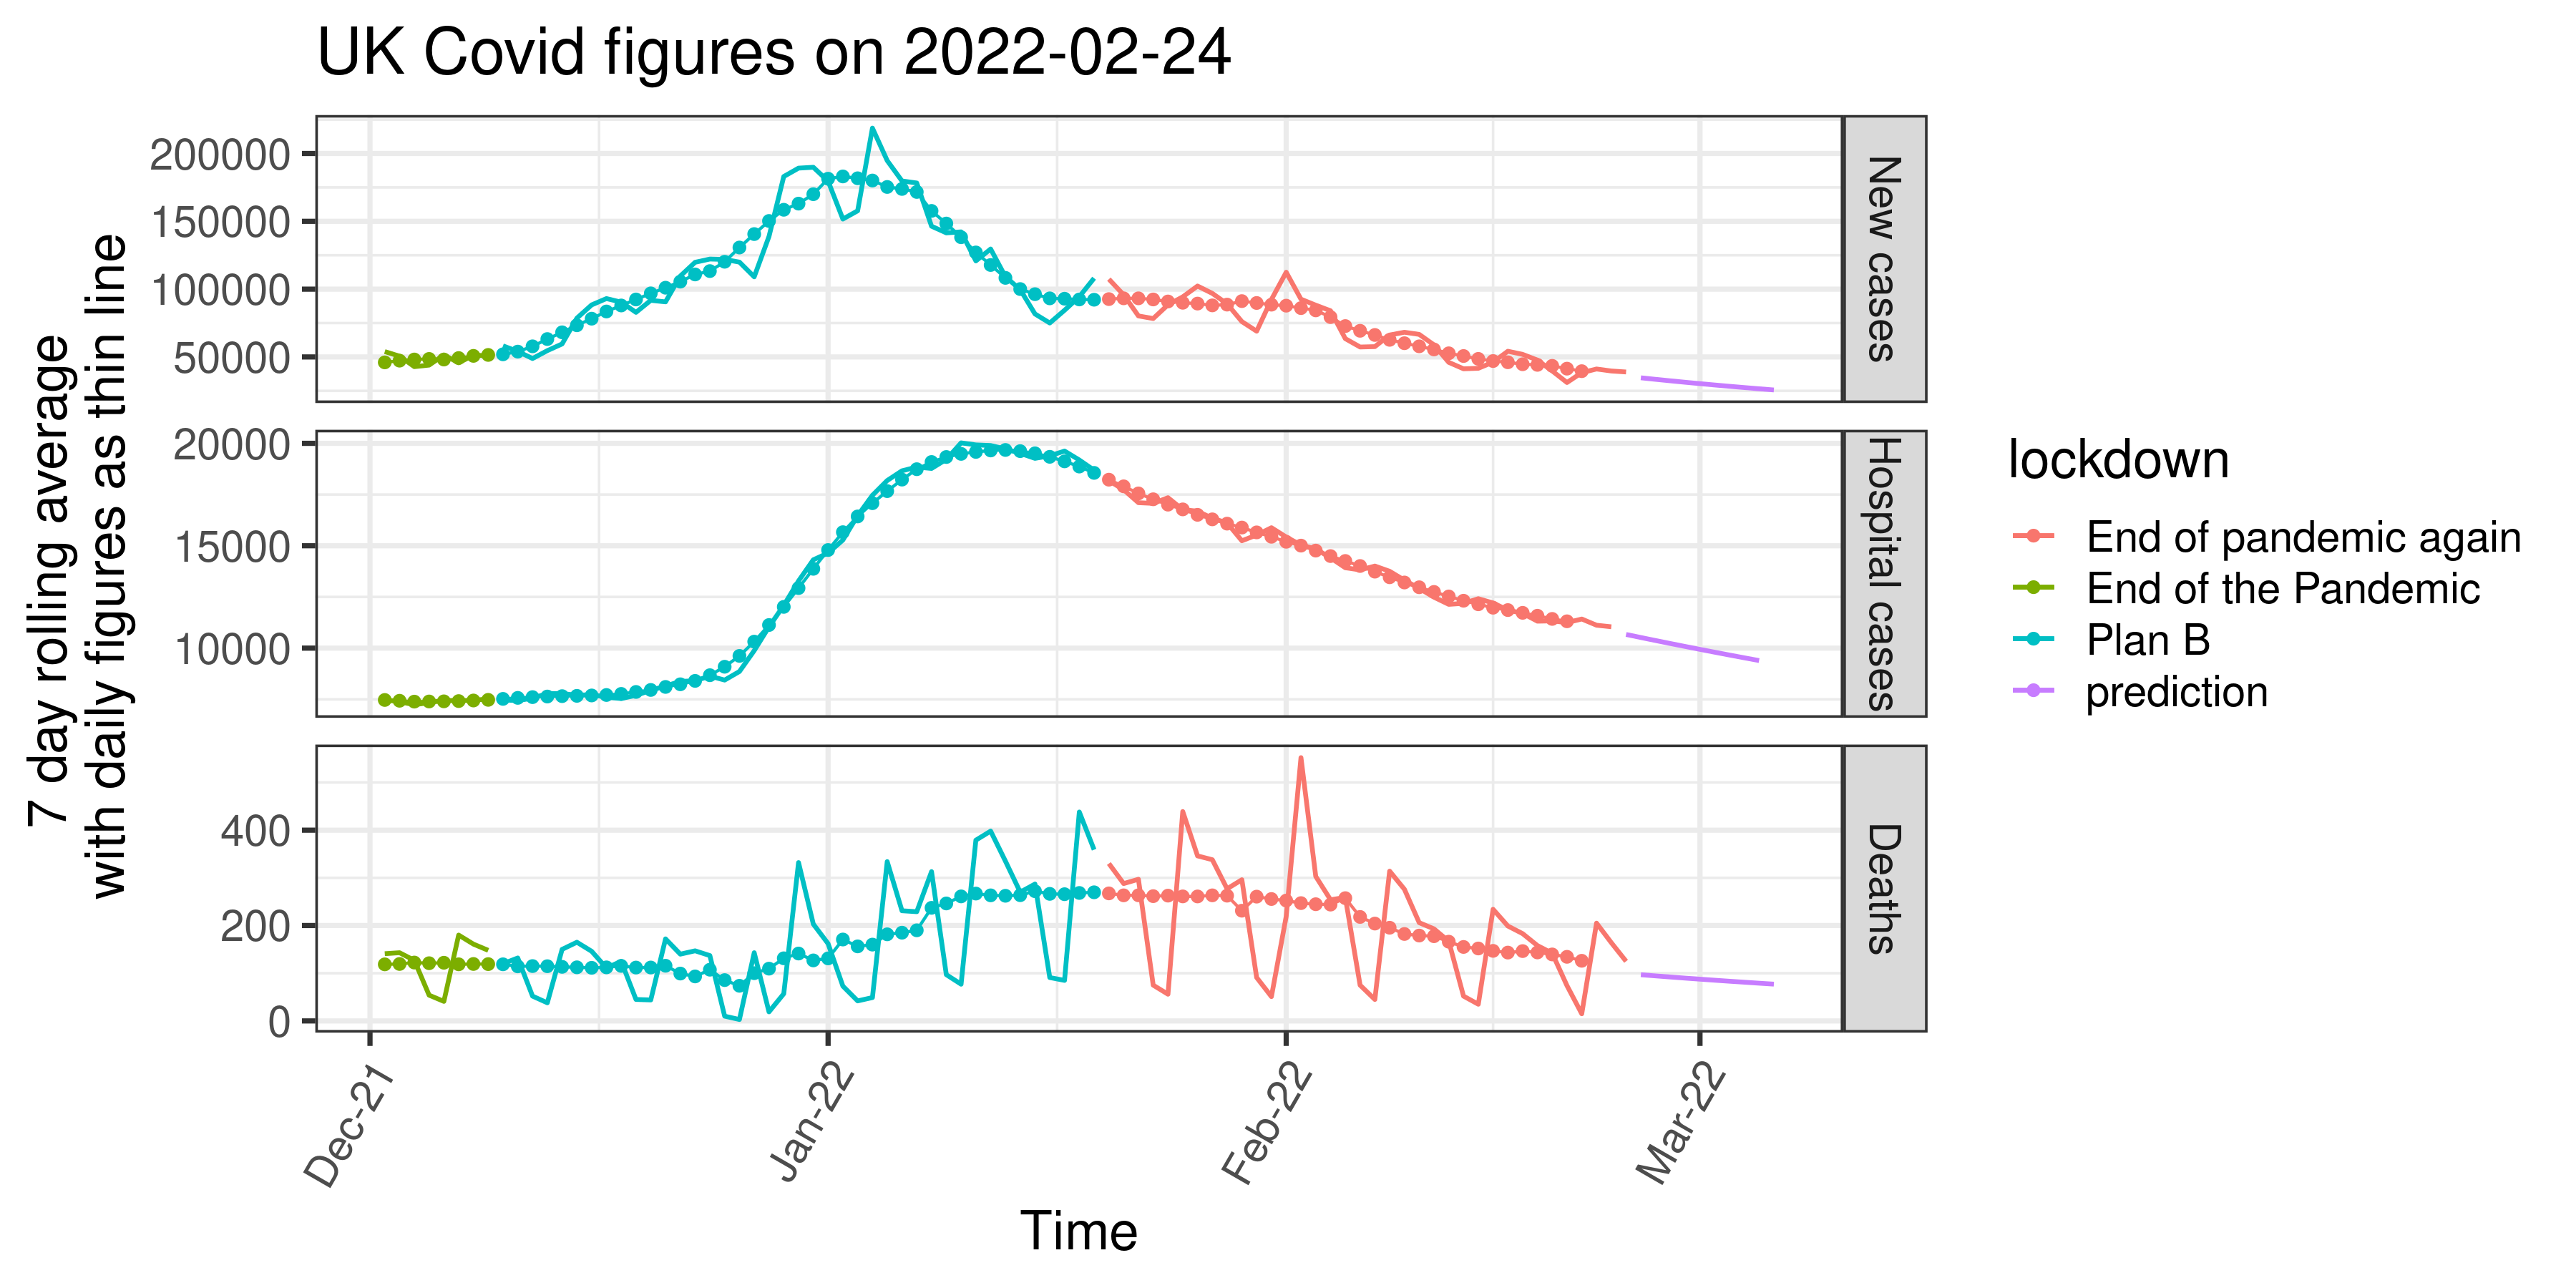 UK Covid figures on 2022-02-24
7 day rolling average
with daily figures as thin line
200000
150000
100000
50000
New cases
20000
15000
10000
Hospital cases
400
200
0
Deaths
Dec-21
Jan-22
Feb-22
Mar-22
Time
lockdown
End of pandemic again
End of the Pandemic
Plan B
prediction